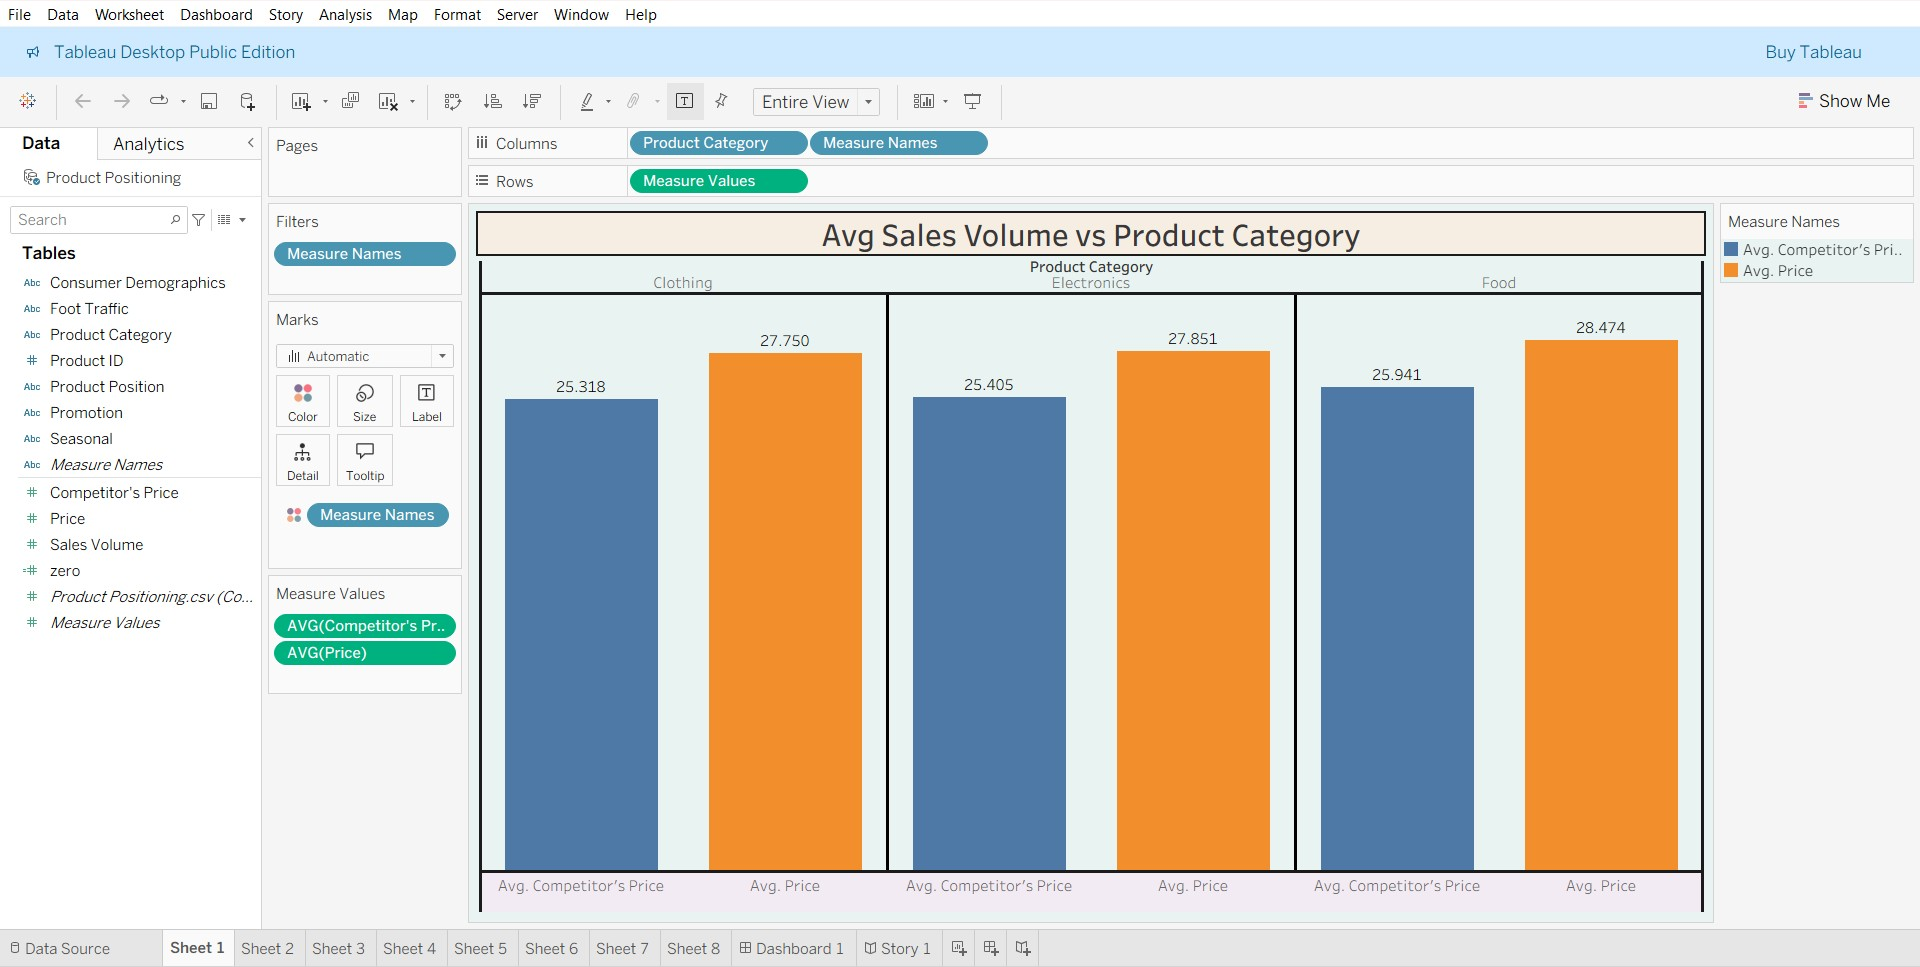 File Data Worksheet Dashboard Story Analysis Map Format Server Window Help
Tableau Desktop Public Edition Buy Tableau
Entire View Show Me
Data Analytics
Product Positioning
Search
Tables
Abc Consumer Demographics
Abc Foot Traffic
Abc Product Category
# Product ID
Abc Product Position
Abc Promotion
Abc Seasonal
Abc Measure Names
# Competitor's Price
# Price
# Sales Volume
=# zero
# Product Positioning.csv (Co...
# Measure Values
Pages
Filters
Measure Names
Marks
Automatic
Color Size Label
Detail Tooltip
Measure Names
Measure Values
AVG(Competitor's Pr..
AVG(Price)
Columns Product Category Measure Names
Rows Measure Values
Avg Sales Volume vs Product Category
Product Category
Clothing Electronics Food
25.318 27.750 25.405 27.851 25.941 28.474
Avg. Competitor's Price Avg. Price Avg. Competitor's Price Avg. Price Avg. Competitor's Price Avg. Price
Measure Names
Avg. Competitor's Pri..
Avg. Price
Data Source Sheet 1 Sheet 2 Sheet 3 Sheet 4 Sheet 5 Sheet 6 Sheet 7 Sheet 8 Dashboard 1 Story 1